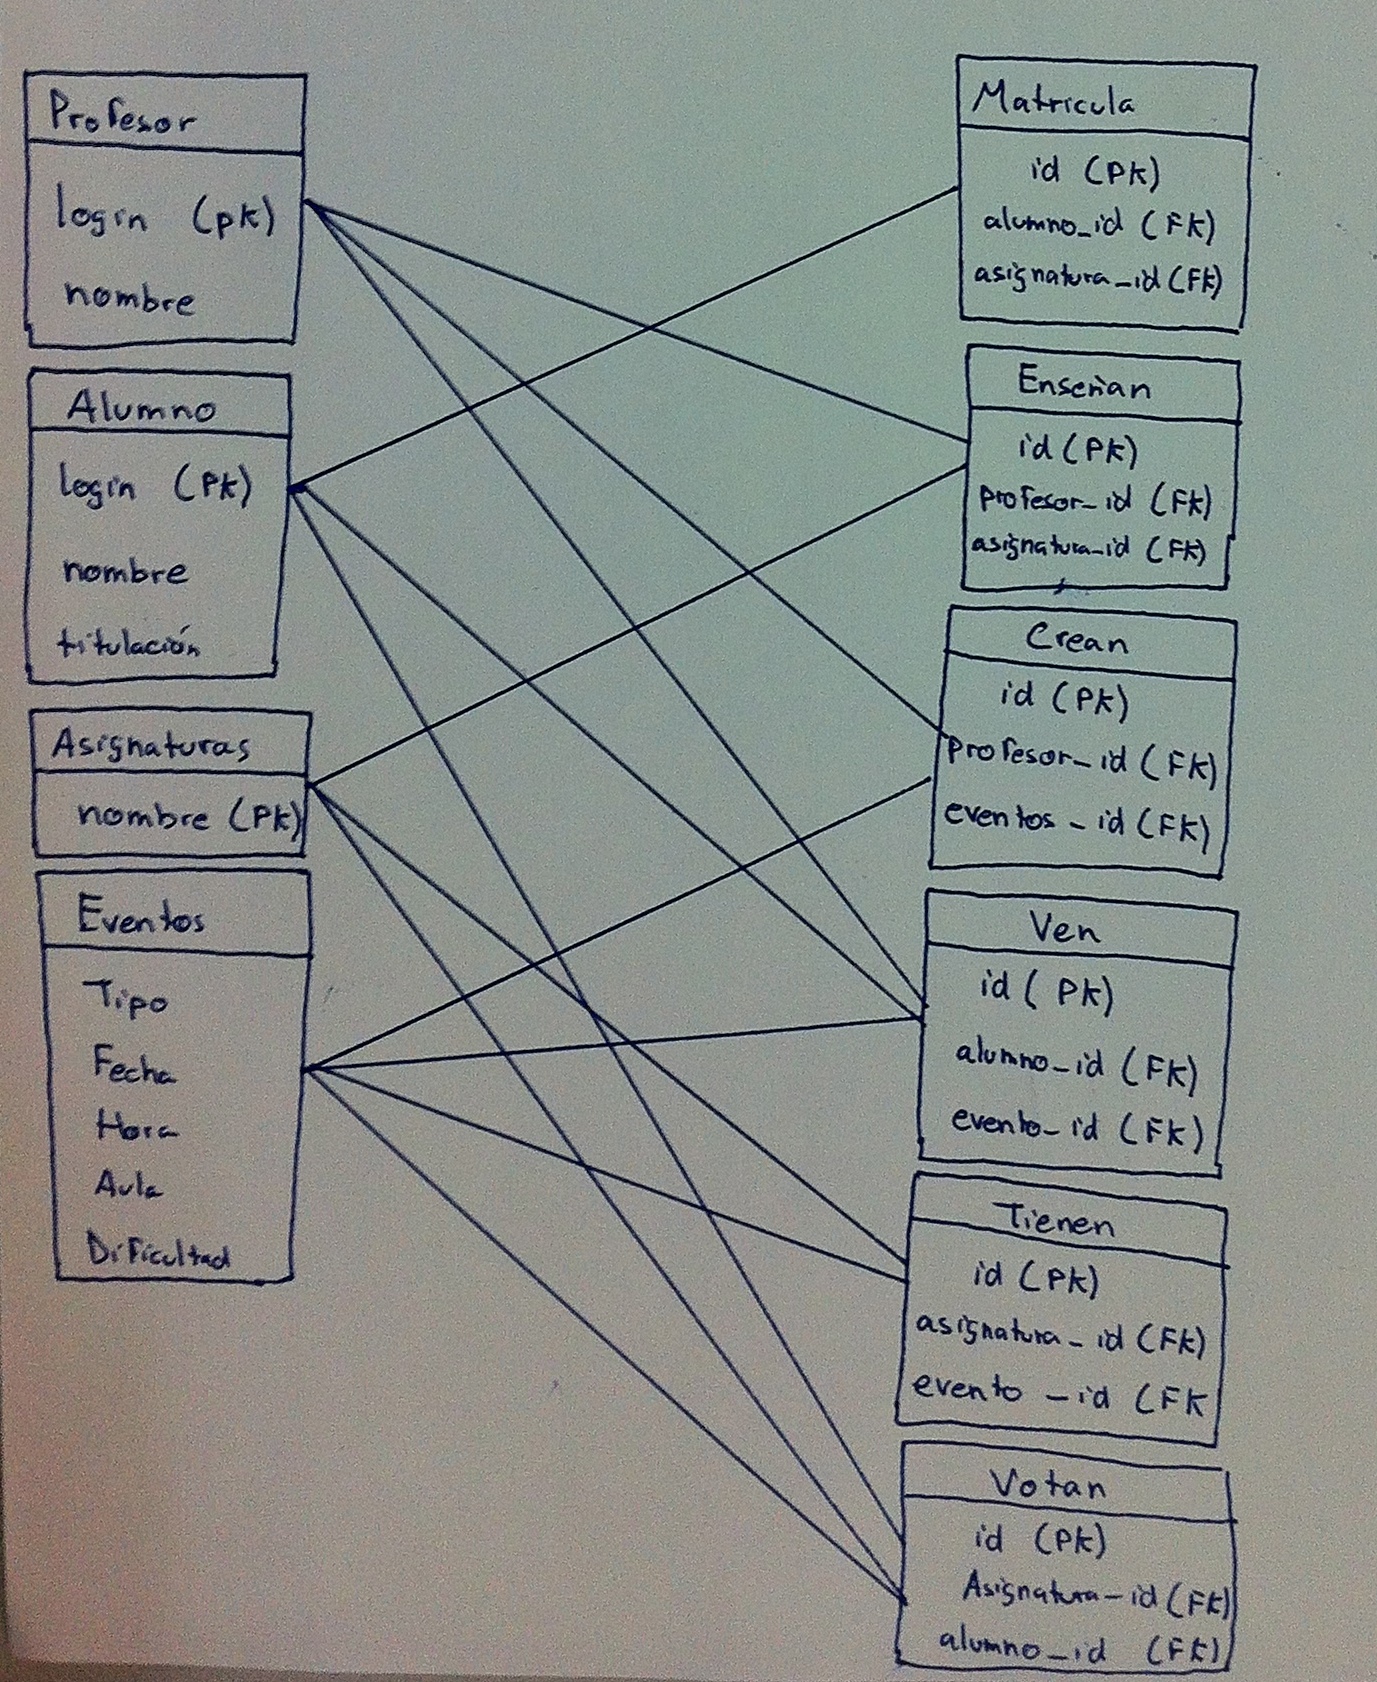 Profesor
login (pk)
nombre
Alumno
login (PK)
nombre
titulación
Asignaturas
nombre (PK)
Eventos
Tipo
Fecha
Hora
Aula
Dificultad
Matricula
id (PK)
alumno_id (FK)
asignatura_id (FK)
Enseñan
id (PK)
profesor_id (FK)
asignatura_id (FK)
Crean
id (PK)
profesor_id (FK)
eventos_id (FK)
Ven
id (PK)
alumno_id (FK)
evento_id (FK)
Tienen
id (PK)
asignatura_id (FK)
evento_id (FK
Votan
id (PK)
Asignatura_id (FK)
alumno_id (FK)